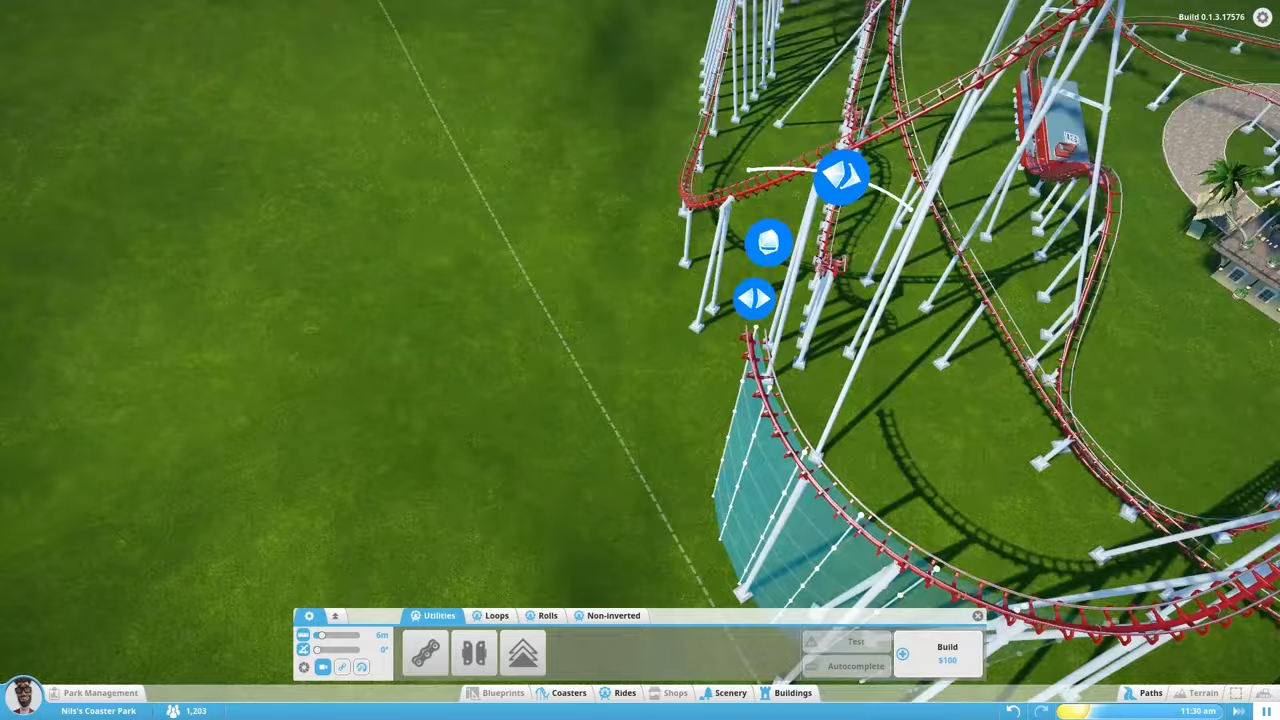 Build 0.1.3.17576
Utilities
Loops
Rolls
Non-inverted
6m
0°
Test
Autocomplete
Build
$100
Park Management
Blueprints
Coasters
Rides
Shops
Scenery
Buildings
Paths
Terrain
Nils's Coaster Park
1,203
11:30 am